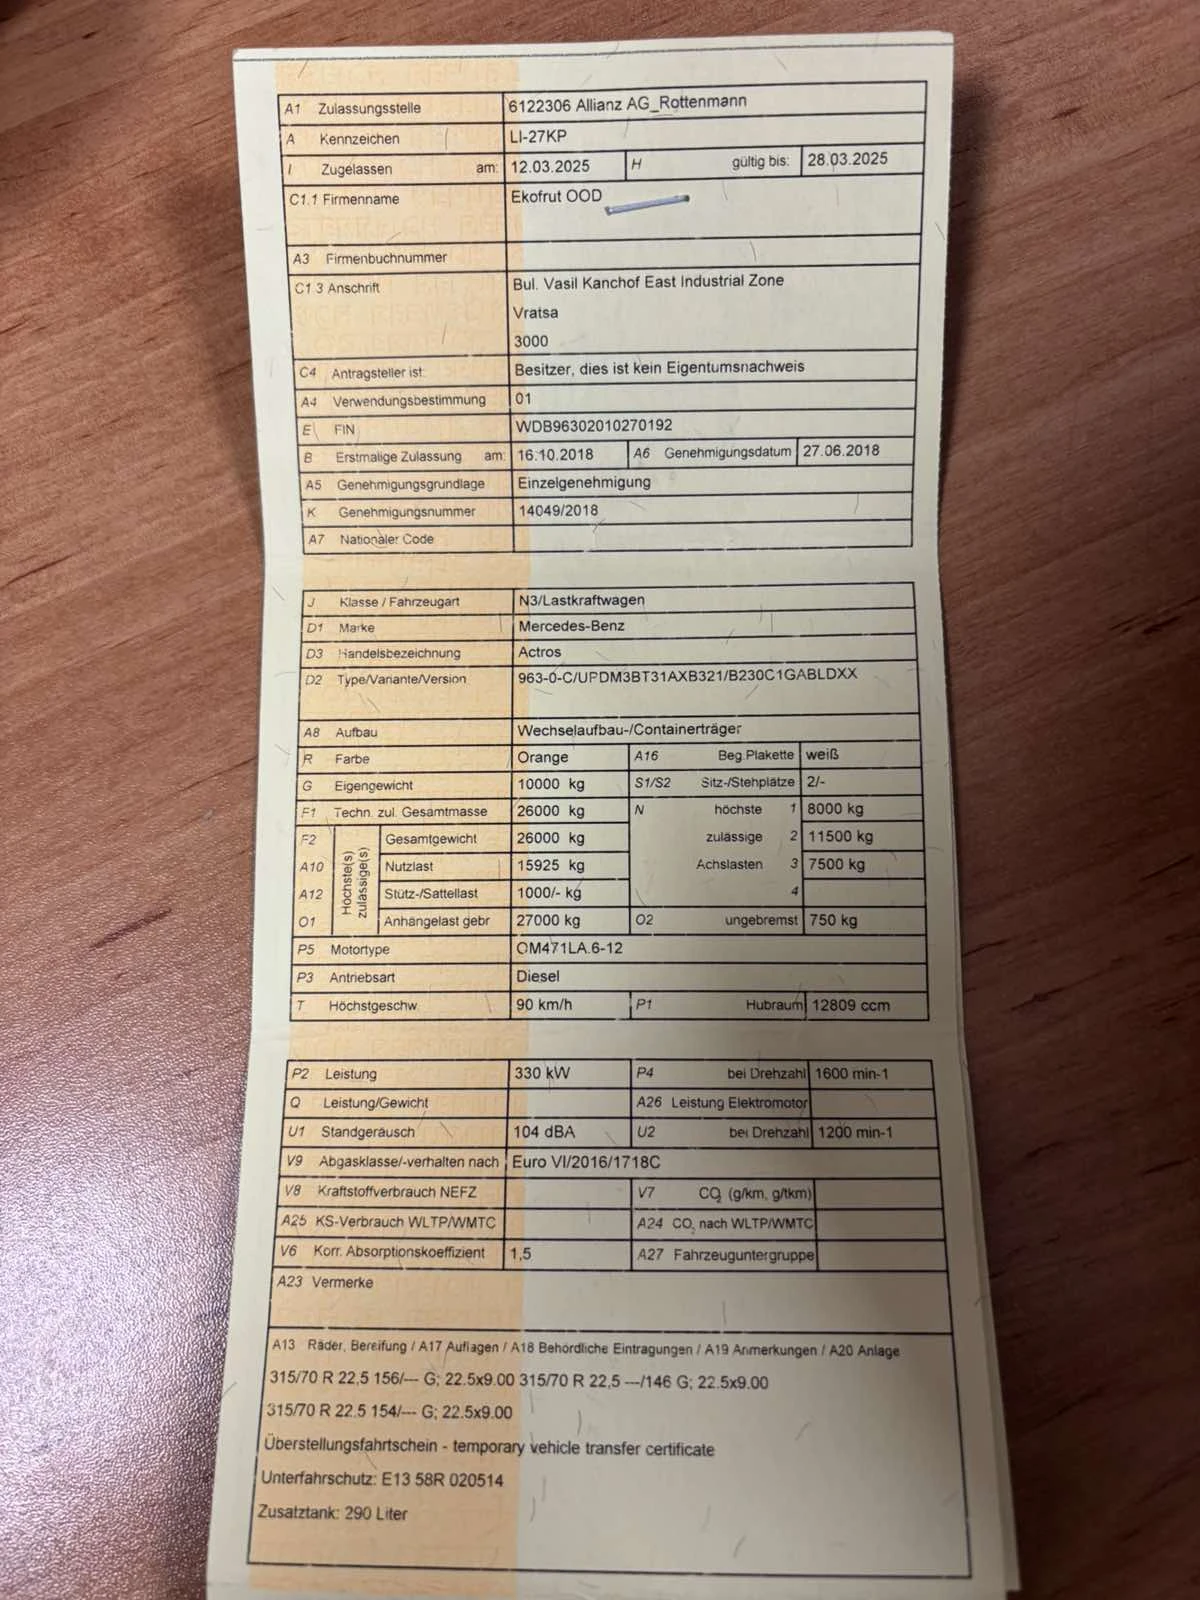 A1 Zulassungsstelle 6122306 Allianz AG_Rottenmann
A Kennzeichen LI-27KP
I Zugelassen am: 12.03.2025 H gültig bis: 28.03.2025
C1.1 Firmenname Ekofrut OOD
A3 Firmenbuchnummer
C1.3 Anschrift Bul. Vasil Kanchof East Industrial Zone
Vratsa
3000
C4 Antragsteller ist: Besitzer, dies ist kein Eigentumsnachweis
A4 Verwendungsbestimmung 01
E FIN WDB96302010270192
B Erstmalige Zulassung am: 16.10.2018 A6 Genehmigungsdatum 27.06.2018
A5 Genehmigungsgrundlage Einzelgenehmigung
K Genehmigungsnummer 14049/2018
A7 Nationaler Code
J Klasse / Fahrzeugart N3/Lastkraftwagen
D1 Marke Mercedes-Benz
D3 Handelsbezeichnung Actros
D2 Type/Variante/Version 963-0-C/UPDM3BT31AXB321/B230C1GABLDXX
A8 Aufbau Wechselaufbau-/Containerträger
R Farbe Orange A16 Beg.Plakette weiß
G Eigengewicht 10000 kg S1/S2 Sitz-/Stehplätze 2/-
F1 Techn. zul. Gesamtmasse 26000 kg N höchste 1 8000 kg
F2 Höchste(s) zulässige(s) Gesamtgewicht 26000 kg zulässige 2 11500 kg
A10 Nutzlast 15925 kg Achslasten 3 7500 kg
A12 Stütz-/Sattellast 1000/- kg 4
O1 Anhängelast gebr 27000 kg O2 ungebremst 750 kg
P5 Motortype OM471LA.6-12
P3 Antriebsart Diesel
T Höchstgeschw. 90 km/h P1 Hubraum 12809 ccm
P2 Leistung 330 kW P4 bei Drehzahl 1600 min-1
Q Leistung/Gewicht A26 Leistung Elektromotor
U1 Standgeräusch 104 dBA U2 bei Drehzahl 1200 min-1
V9 Abgasklasse/-verhalten nach Euro VI/2016/1718C
V8 Kraftstoffverbrauch NEFZ V7 CO2 (g/km, g/tkm)
A25 KS-Verbrauch WLTP/WMTC A24 CO2 nach WLTP/WMTC
V6 Korr. Absorptionskoeffizient 1,5 A27 Fahrzeuguntergruppe
A23 Vermerke
A13 Räder, Bereifung / A17 Auflagen / A18 Behördliche Eintragungen / A19 Anmerkungen / A20 Anlage
315/70 R 22,5 156/--- G; 22.5x9.00 315/70 R 22,5 ---/146 G; 22.5x9.00
315/70 R 22.5 154/--- G; 22.5x9.00
Überstellungsfahrtschein - temporary vehicle transfer certificate
Unterfahrschutz: E13 58R 020514
Zusatztank: 290 Liter